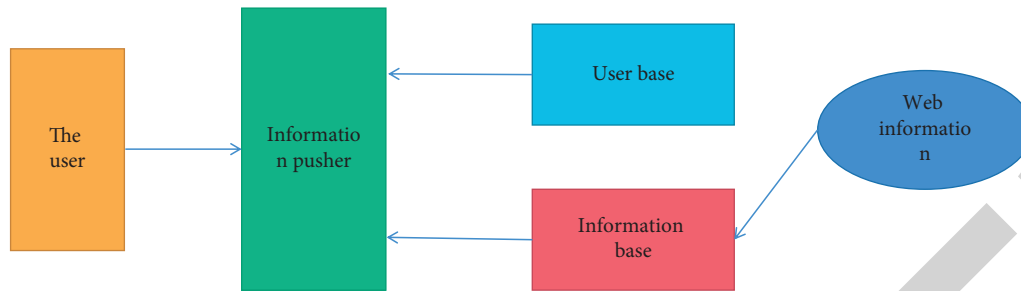 The
user
Informatio
n pusher
User base
Information
base
Web
informatio
n